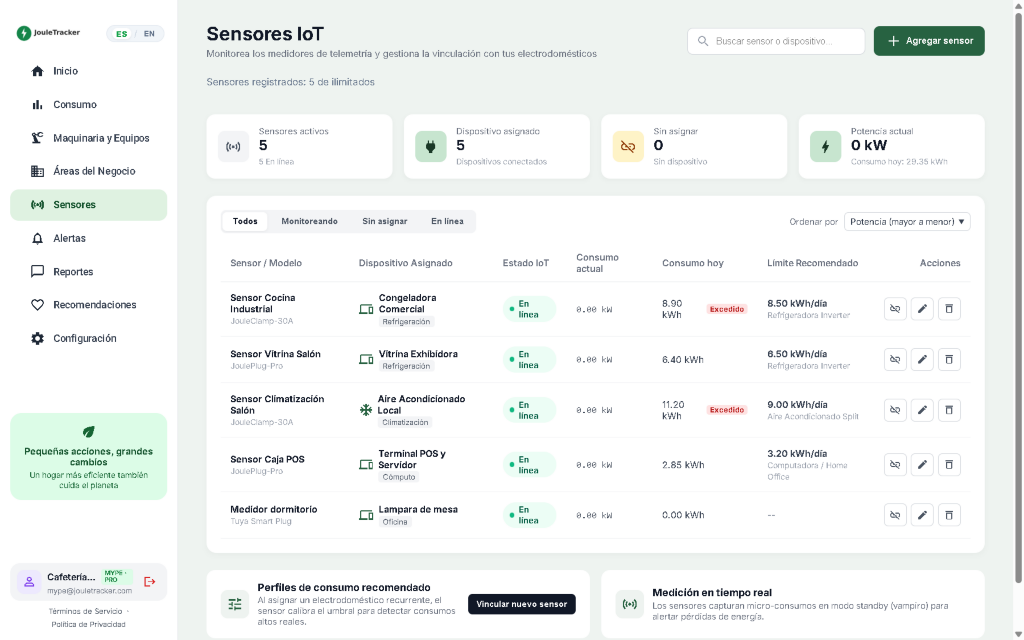 JouleTracker
ES / EN
Inicio
Consumo
Maquinaria y Equipos
Áreas del Negocio
Sensores
Alertas
Reportes
Recomendaciones
Configuración
Pequeñas acciones, grandes
cambios
Un hogar más eficiente también
cuida el planeta
Cafetería...
MYPE ·
PRO
mype@jouletracker.com
Términos de Servicio ·
Política de Privacidad
Sensores IoT
Monitorea los medidores de telemetría y gestiona la vinculación con tus electrodomésticos
Buscar sensor o dispositivo...
Agregar sensor
Sensores registrados: 5 de ilimitados
Sensores activos
5
5 En línea
Dispositivo asignado
5
Dispositivos conectados
Sin asignar
0
Sin dispositivo
Potencia actual
0 kW
Consumo hoy: 29.35 kWh
Todos
Monitoreando
Sin asignar
En línea
Ordenar por
Potencia (mayor a menor) ▼
Sensor / Modelo
Dispositivo Asignado
Estado IoT
Consumo
actual
Consumo hoy
Límite Recomendado
Acciones
Sensor Cocina
Industrial
JouleClamp-30A
Congeladora
Comercial
Refrigeración
En
línea
0.00 kW
8.90
kWh
Excedido
8.50 kWh/día
Refrigeradora Inverter
Sensor Vitrina Salón
JoulePlug-Pro
Vitrina Exhibidora
Refrigeración
En
línea
0.00 kW
6.40 kWh
6.50 kWh/día
Refrigeradora Inverter
Sensor Climatización
Salón
JouleClamp-30A
Aire Acondicionado
Local
Climatización
En
línea
0.00 kW
11.20
kWh
Excedido
9.00 kWh/día
Aire Acondicionado Split
Sensor Caja POS
JoulePlug-Pro
Terminal POS y
Servidor
Cómputo
En
línea
0.00 kW
2.85 kWh
3.20 kWh/día
Computadora / Home
Office
Medidor dormitorio
Tuya Smart Plug
Lampara de mesa
Oficina
En
línea
0.00 kW
0.00 kWh
--
Perfiles de consumo recomendado
Al asignar un electrodoméstico recurrente, el
sensor calibra el umbral para detectar consumos
altos reales.
Vincular nuevo sensor
Medición en tiempo real
Los sensores capturan micro-consumos en modo standby (vampiro) para
alertar pérdidas de energía.